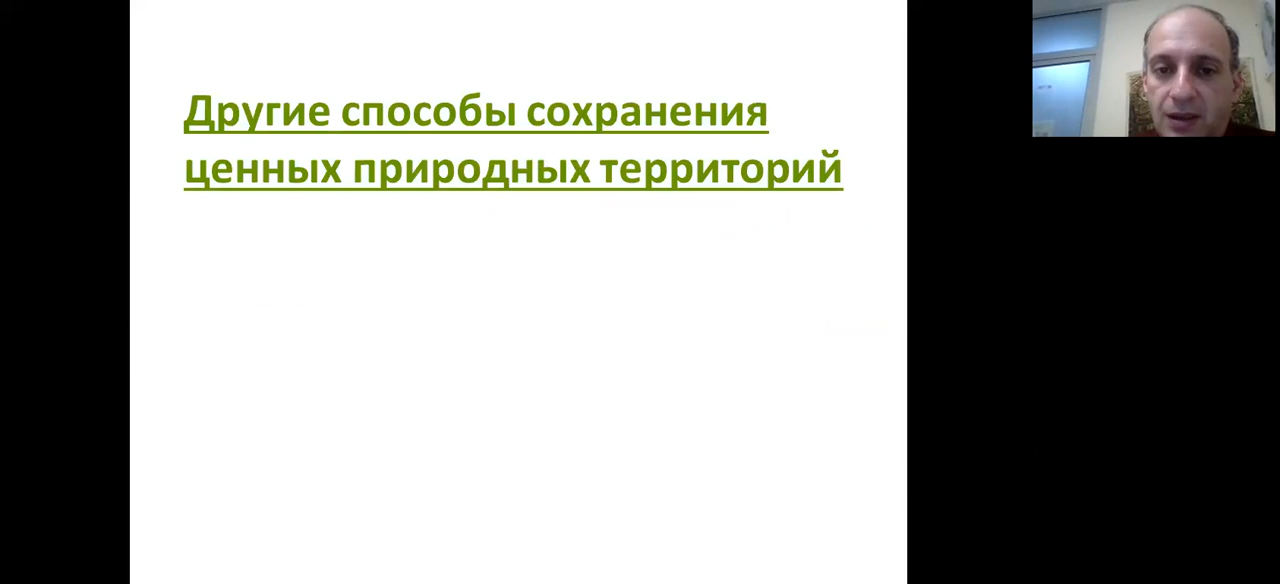 Другие способы сохранения
ценных природных территорий